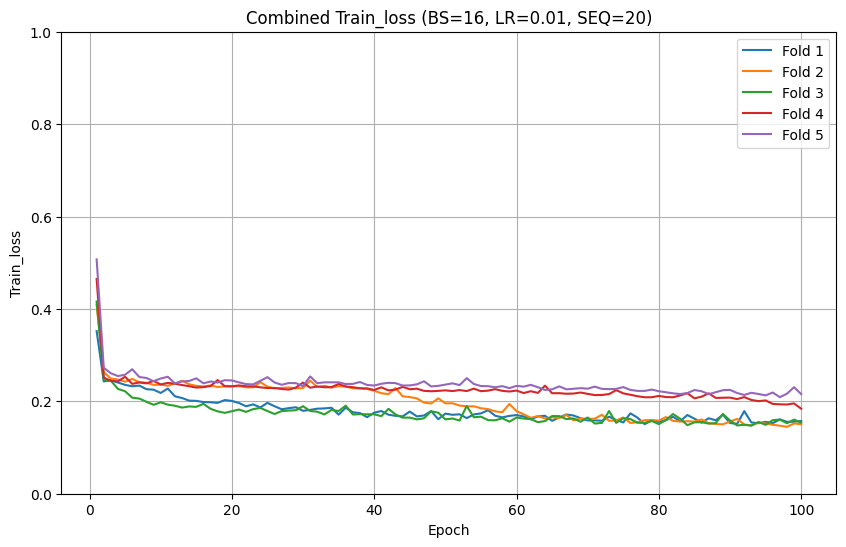 Combined Train_loss (BS=16, LR=0.01, SEQ=20)
Fold 1
Fold 2
Fold 3
Fold 4
Fold 5
Train_loss
1.0
0.8
0.6
0.4
0.2
0.0
0 20 40 60 80 100
Epoch